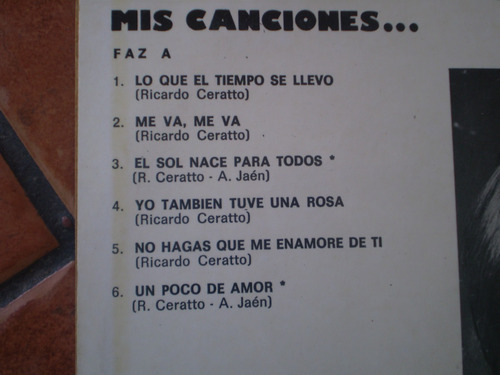 MIS CANCIONES...
FAZ A
1. LO QUE EL TIEMPO SE LLEVO
(Ricardo Ceratto)
2. ME VA, ME VA
(Ricardo Ceratto)
3. EL SOL NACE PARA TODOS *
(R. Ceratto - A. Jaén)
4. YO TAMBIEN TUVE UNA ROSA
(Ricardo Ceratto)
5. NO HAGAS QUE ME ENAMORE DE TI
(Ricardo Ceratto)
6. UN POCO DE AMOR *
(R. Ceratto - A. Jaén)